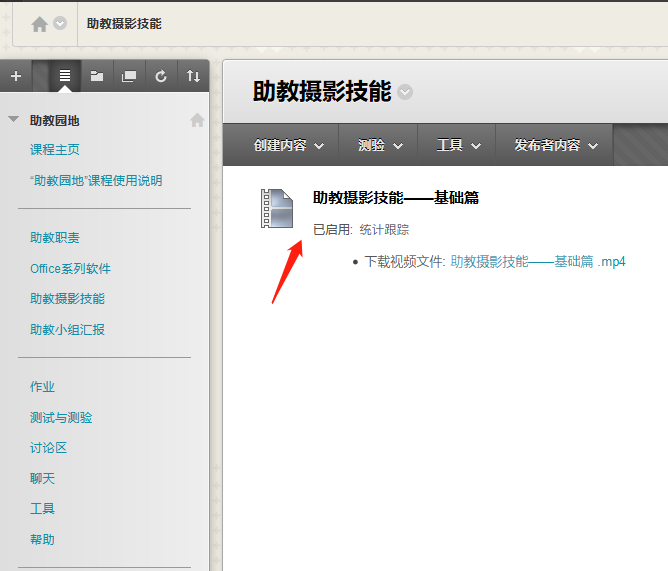 助教摄影技能
助教园地
课程主页
“助教园地”课程使用说明
助教职责
Office系列软件
助教摄影技能
助教小组汇报
作业
测试与测验
讨论区
聊天
工具
帮助
助教摄影技能
创建内容 测验 工具 发布者内容
助教摄影技能——基础篇
已启用: 统计跟踪
下载视频文件: 助教摄影技能——基础篇 .mp4